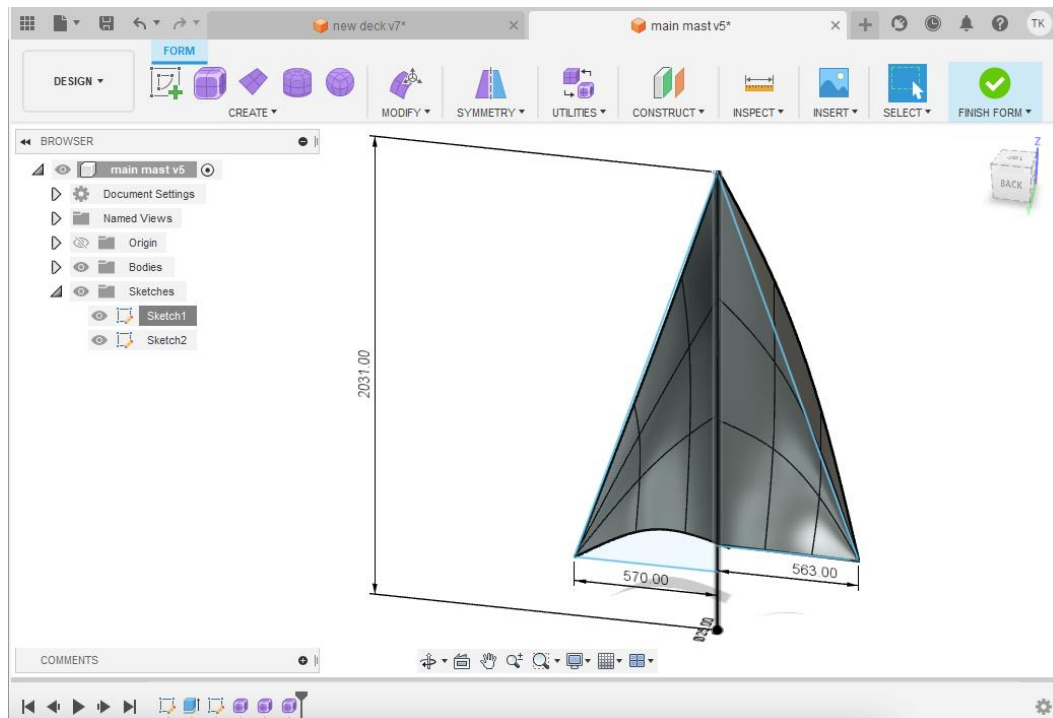 new deck v7*
main mast v5*
TK
FORM
DESIGN
CREATE
MODIFY
SYMMETRY
UTILITIES
CONSTRUCT
INSPECT
INSERT
SELECT
FINISH FORM
BROWSER
main mast v5
Document Settings
Named Views
Origin
Bodies
Sketches
Sketch1
Sketch2
Z
BACK
2031.00
570.00
563.00
COMMENTS